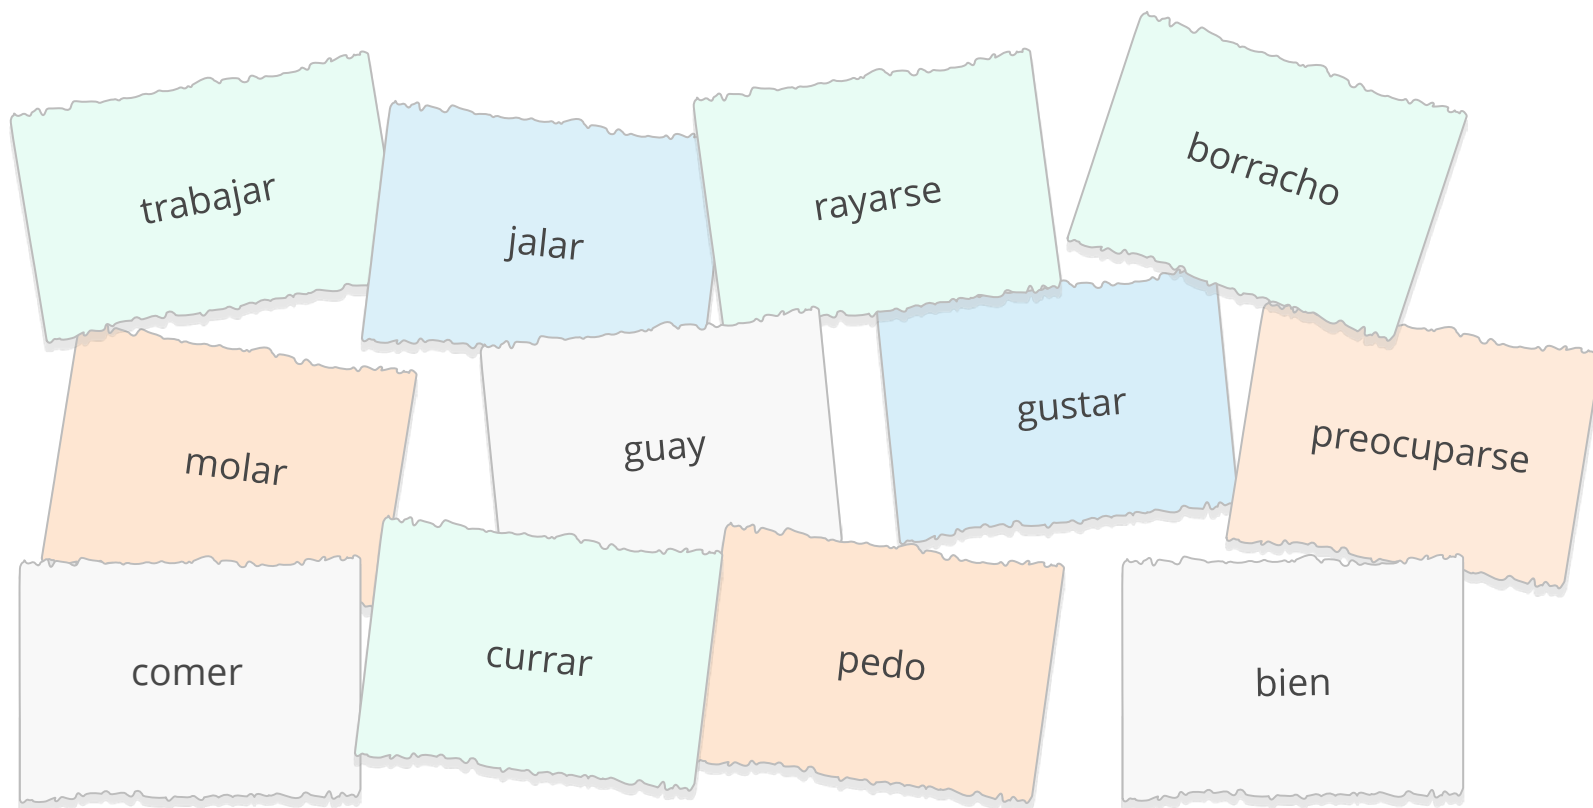 trabajar
jalar
rayarse
borracho
molar
guay
gustar
preocuparse
comer
currar
pedo
bien